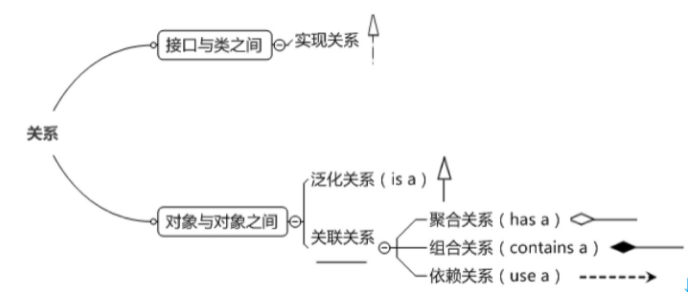 接口与类之间
实现关系
关系
泛化关系（is a）
对象与对象之间
关联关系
聚合关系（has a）
组合关系（contains a）
依赖关系（use a）